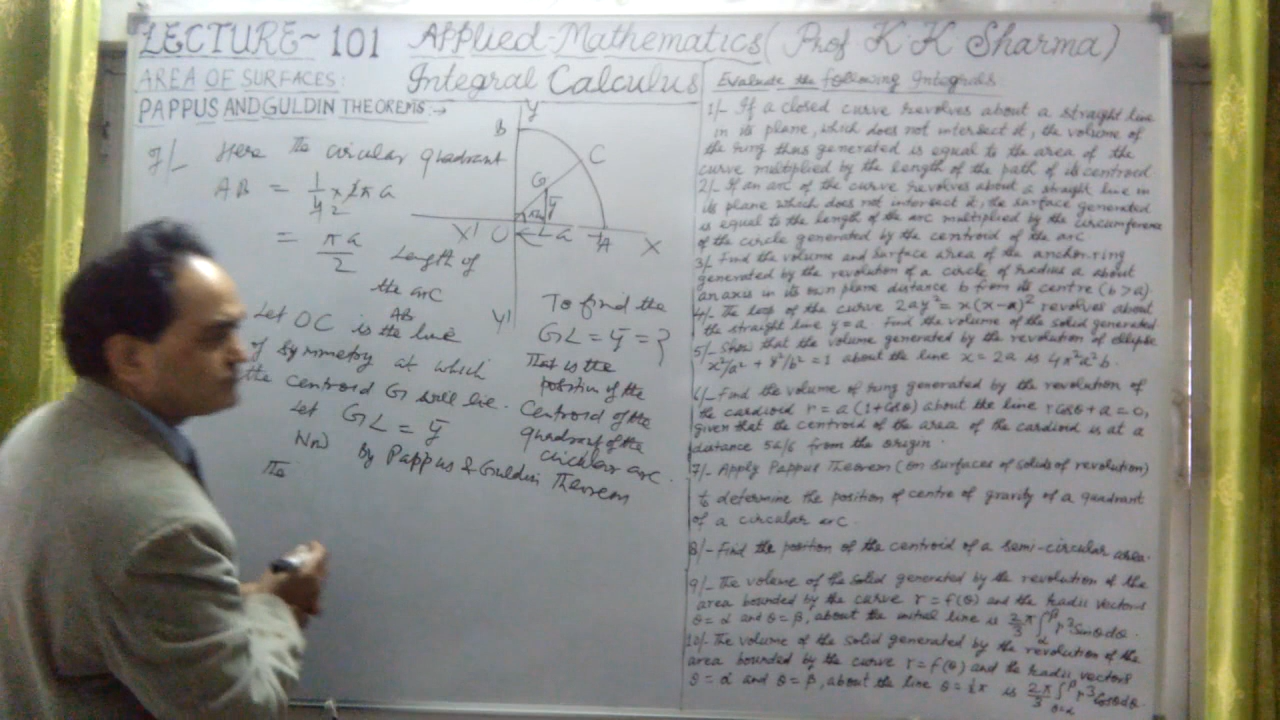 LECTURE~101 Applied-Mathematics (Prof K.K. Sharma)
AREA OF SURFACES:
Integral Calculus
PAPPUS AND GULDIN THEOREMS:→
7/- Here The circular quadrant
AB = 1/4 × 2πa
= πa/2 Length of
the arc
AB
Let OC is the line
of symmetry at which
the centroid G will lie.
Let GL = ȳ
Now By Pappus & Guldin Theorem
The
Y
B
C
G
ȳ
X' O L a A X
Y'
To find the
GL = ȳ = ?
That is the
position of the
Centroid of the
quadrant of the
circular arc.
Evaluate the following Integrals
1/- If a closed curve revolves about a straight line
in its plane, which does not intersect it, the volume of
the ring thus generated is equal to the area of the
curve multiplied by the length of the path of its centroid
2/- If an arc of the curve revolves about a straight line in
its plane which does not intersect it, the surface generated
is equal to the length of the arc multiplied by the circumference
of the circle generated by the centroid of the arc
3/- Find the volume and surface area of the anchor-ring
generated by the revolution of a circle of radius a about
an axis in its own plane distance b from its centre (b > a).
4/- The loop of the curve 2ay² = x(x-a)² revolves about
the straight line y = a. Find the volume of the solid generated
5/- Show that the volume generated by the revolution of ellipse
x²/a² + y²/b² = 1 about the line x = 2a is 4π²a²b.
6/- Find the volume of ring generated by the revolution of
the cardioid r = a(1+cosθ) about the line r cosθ + a = 0,
given that the centroid of the area of the cardioid is at a
distance 5a/6 from the origin.
7/- Apply Pappus Theorem (on surfaces of solids of revolution)
to determine the position of centre of gravity of a quadrant
of a circular arc.
8/- Find the position of the centroid of a semi-circular area.
9/- The volume of the solid generated by the revolution of the
area bounded by the curve r = f(θ) and the radii vectors
θ = α and θ = β, about the initial line is 2/3 π ∫_α^β r³ sinθ dθ.
10/- The volume of the solid generated by the revolution of the
area bounded by the curve r = f(θ) and the radii vectors
θ = α and θ = β, about the line θ = ½π is 2π/3 ∫_{θ=α}^β r³ cosθ dθ.